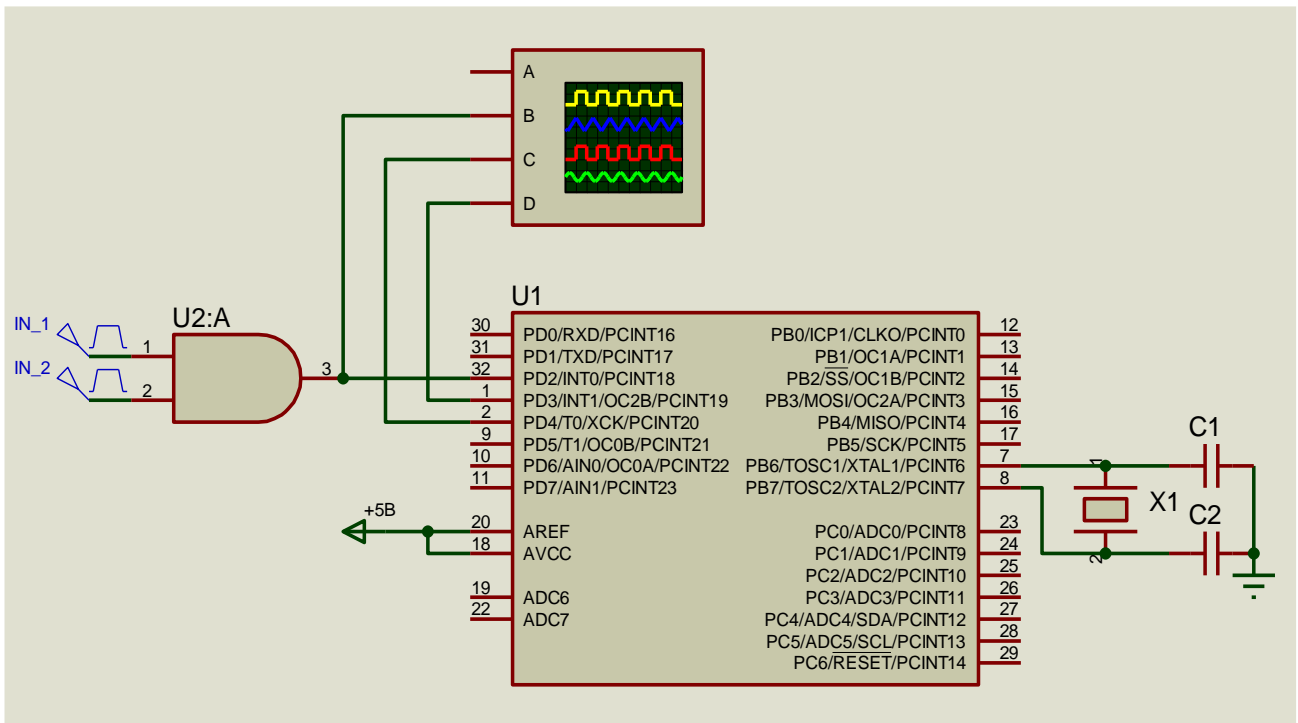 A
B
C
D
U1
U2:A
IN_1
IN_2
1
2
3
30 PD0/RXD/PCINT16
31 PD1/TXD/PCINT17
32 PD2/INT0/PCINT18
1 PD3/INT1/OC2B/PCINT19
2 PD4/T0/XCK/PCINT20
9 PD5/T1/OC0B/PCINT21
10 PD6/AIN0/OC0A/PCINT22
11 PD7/AIN1/PCINT23
+5B
20 AREF
18 AVCC
19 ADC6
22 ADC7
PB0/ICP1/CLKO/PCINT0 12
PB1/OC1A/PCINT1 13
PB2/SS/OC1B/PCINT2 14
PB3/MOSI/OC2A/PCINT3 15
PB4/MISO/PCINT4 16
PB5/SCK/PCINT5 17
PB6/TOSC1/XTAL1/PCINT6 7
PB7/TOSC2/XTAL2/PCINT7 8
PC0/ADC0/PCINT8 23
PC1/ADC1/PCINT9 24
PC2/ADC2/PCINT10 25
PC3/ADC3/PCINT11 26
PC4/ADC4/SDA/PCINT12 27
PC5/ADC5/SCL/PCINT13 28
PC6/RESET/PCINT14 29
1
X1
2
C1
C2